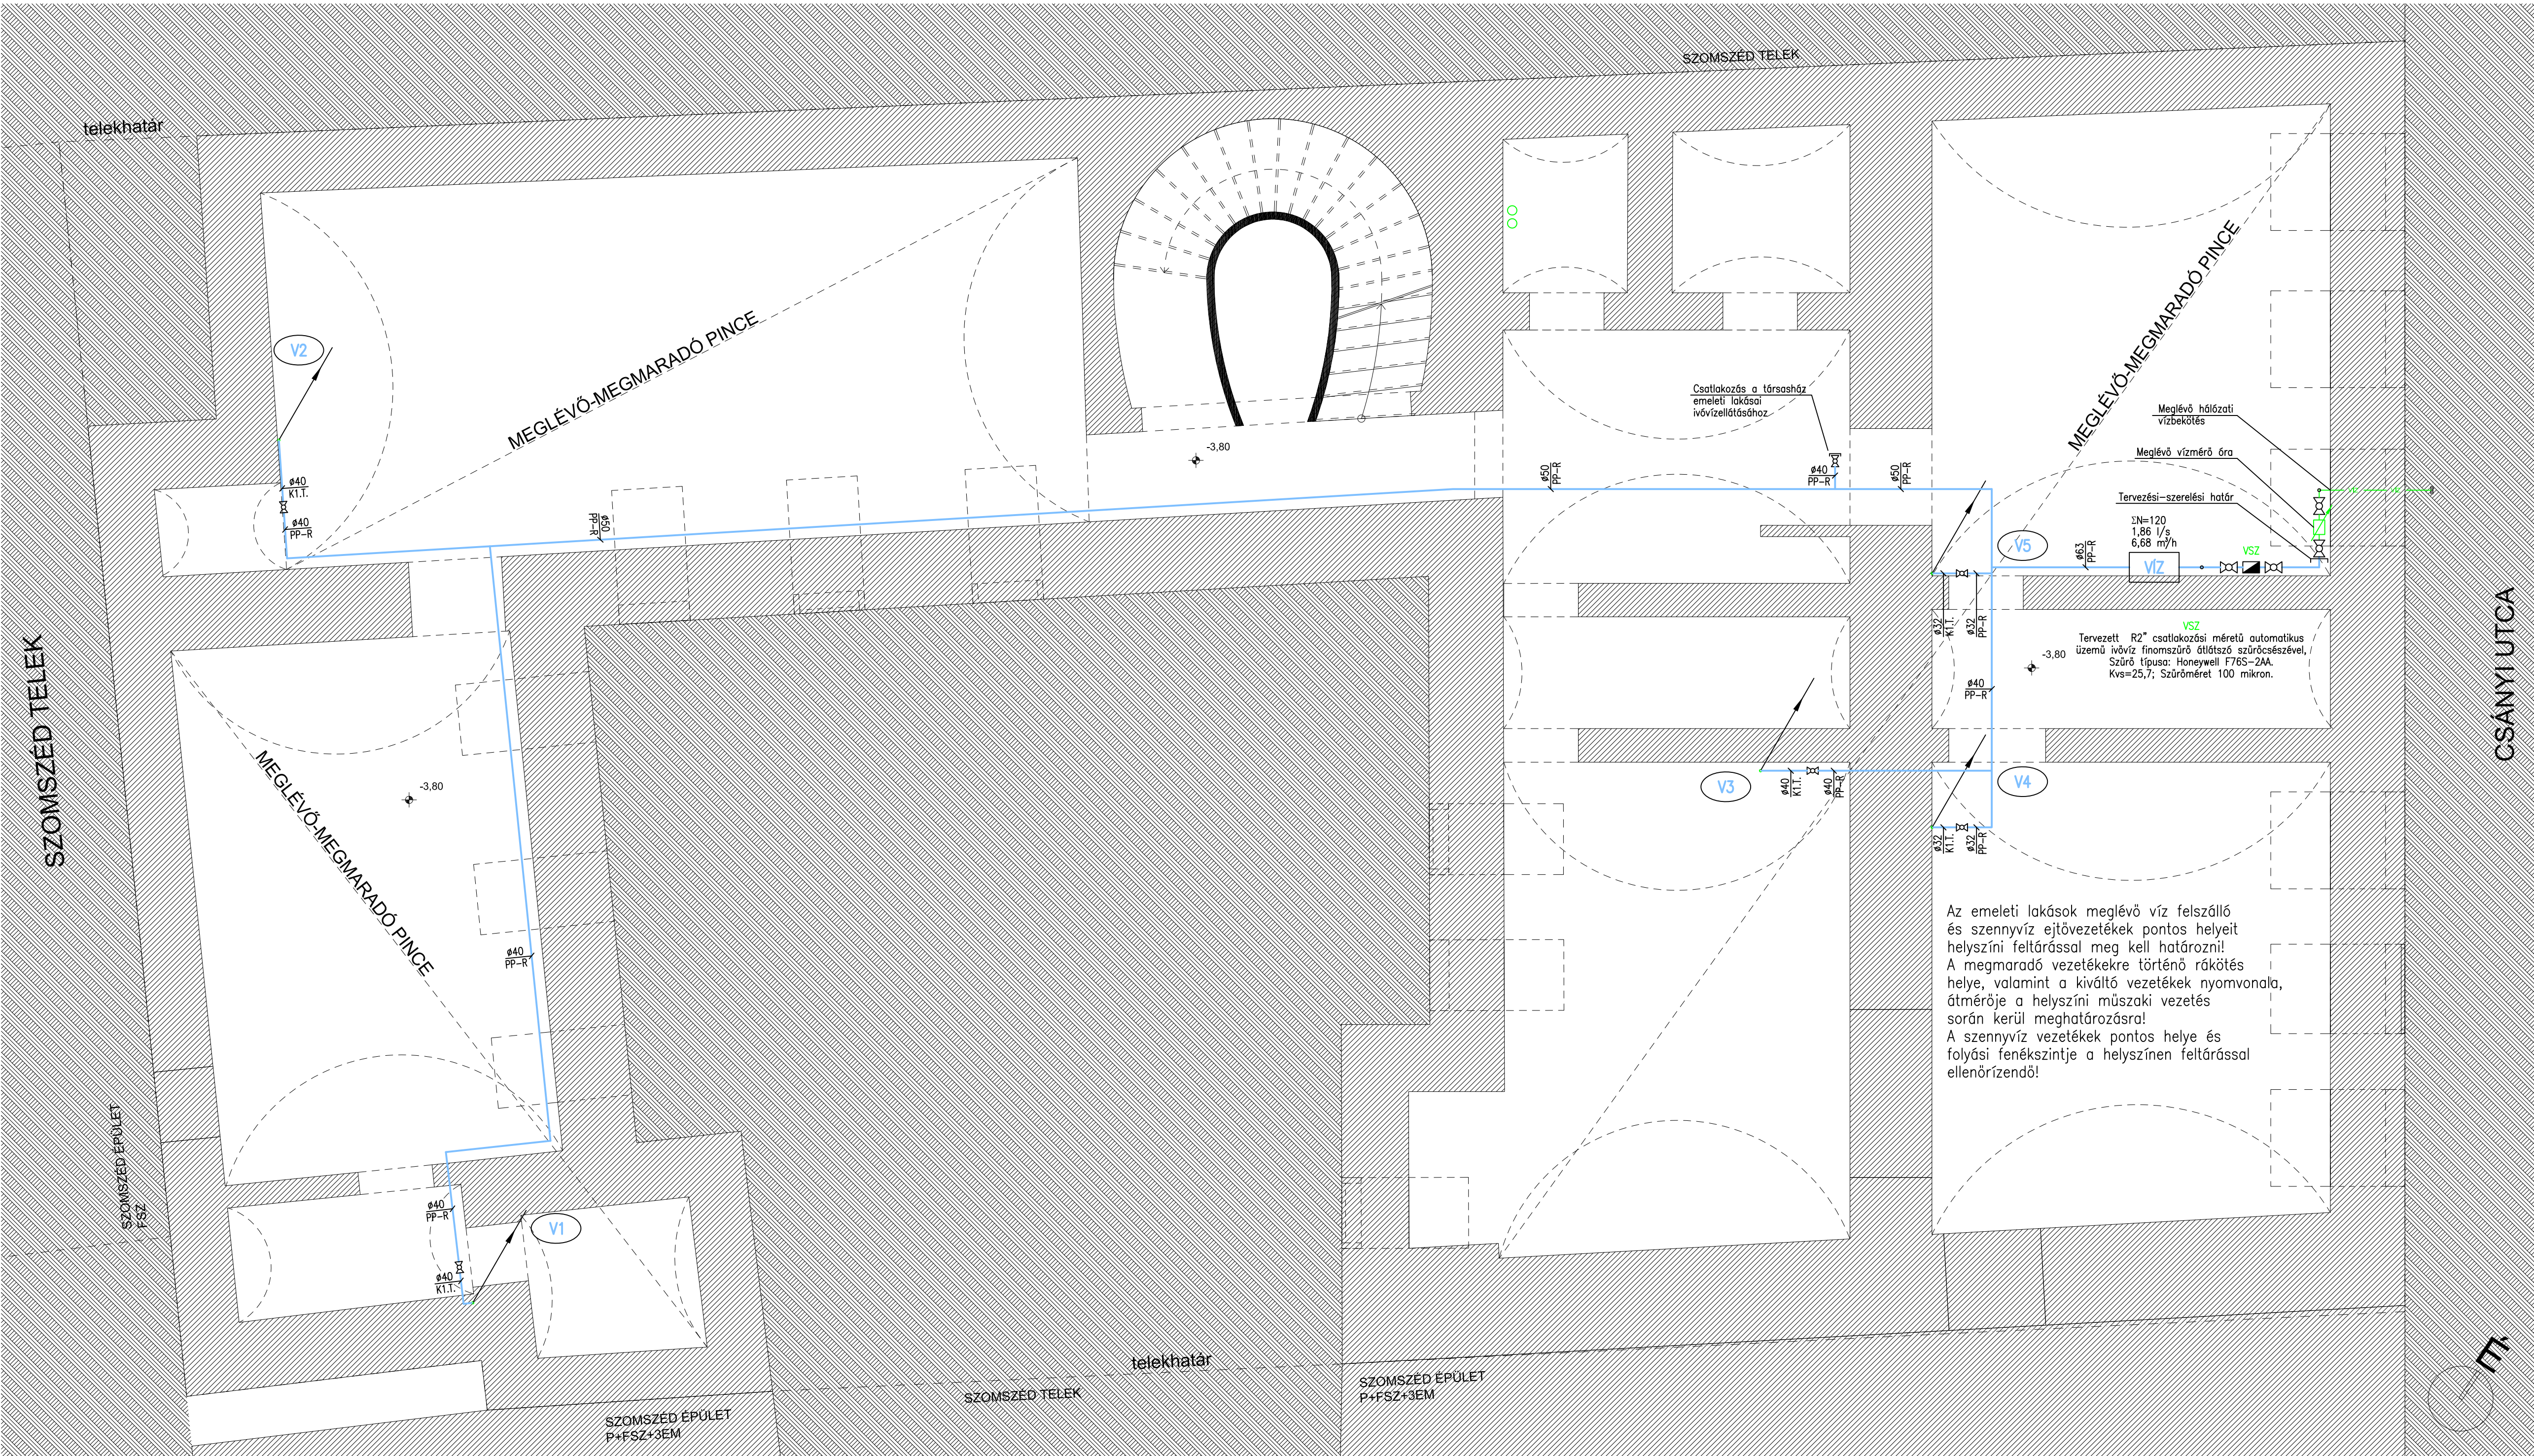 SZOMSZÉD TELEK
telekhatár
V2
MEGLÉVŐ-MEGMARADÓ PINCE
ø40
K1.T.
ø40
PP-R
ø50
PP-R
-3,80
ø50
PP-R
Csatlakozás a társasház
emeleti lakásai
ivóvízellátásához
ø40
PP-R
ø50
PP-R
MEGLÉVŐ-MEGMARADÓ PINCE
Meglévő hálózati
vízbekötés
Meglévő vízmérő óra
Tervezési-szerelési határ
ΣN=120
1,86 l/s
6,68 m³/h
V5
ø63
PP-R
VÍZ
VSZ
ø32
K1.T.
ø32
PP-R
VSZ
Tervezett R2" csatlakozási méretű automatikus
üzemű ivóvíz finomszűrő átlátszó szűrőcsészével,
Szűrő típusa: Honeywell F76S-2AA.
Kvs=25,7; Szűrőméret 100 mikron.
-3,80
ø40
PP-R
V3
ø40
K1.T.
ø40
PP-R
V4
ø32
K1.T.
ø32
PP-R
SZOMSZÉD TELEK
CSÁNYI UTCA
MEGLÉVŐ-MEGMARADÓ PINCE
-3,80
ø40
PP-R
Az emeleti lakások meglévő víz felszálló
és szennyvíz ejtővezetékek pontos helyeit
helyszíni feltárással meg kell határozni!
A megmaradó vezetékekre történő rákötés
helye, valamint a kiváltó vezetékek nyomvonala,
átmérője a helyszíni műszaki vezetés
során kerül meghatározásra!
A szennyvíz vezetékek pontos helye és
folyási fenékszintje a helyszínen feltárással
ellenőrízendő!
SZOMSZÉD ÉPÜLET
FSZ
ø40
PP-R
V1
ø40
K1.T.
telekhatár
SZOMSZÉD TELEK
SZOMSZÉD ÉPÜLET
P+FSZ+3EM
SZOMSZÉD ÉPÜLET
P+FSZ+3EM
É